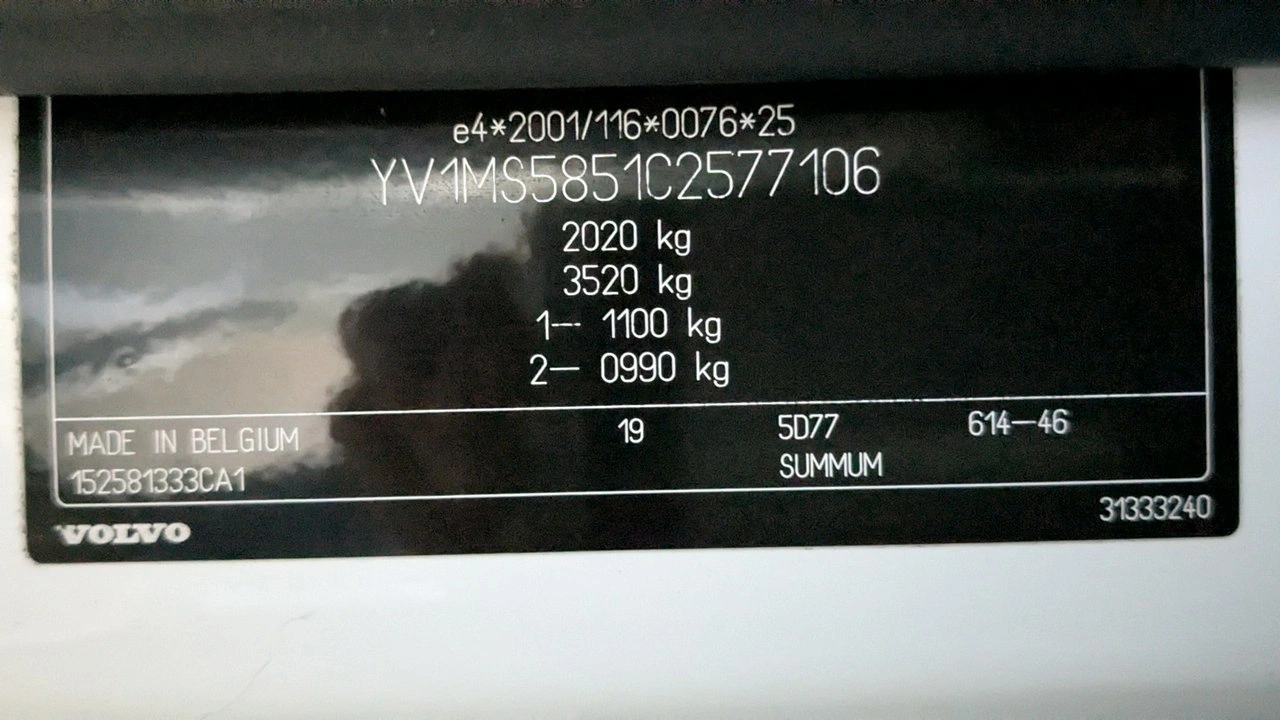 e4*2001/116*0076*25
YV1MS5851C2577106
2020 kg
3520 kg
1-- 1100 kg
2— 0990 kg
MADE IN BELGIUM 19 5D77 614—46
152581333CA1 SUMMUM
VOLVO 31333240